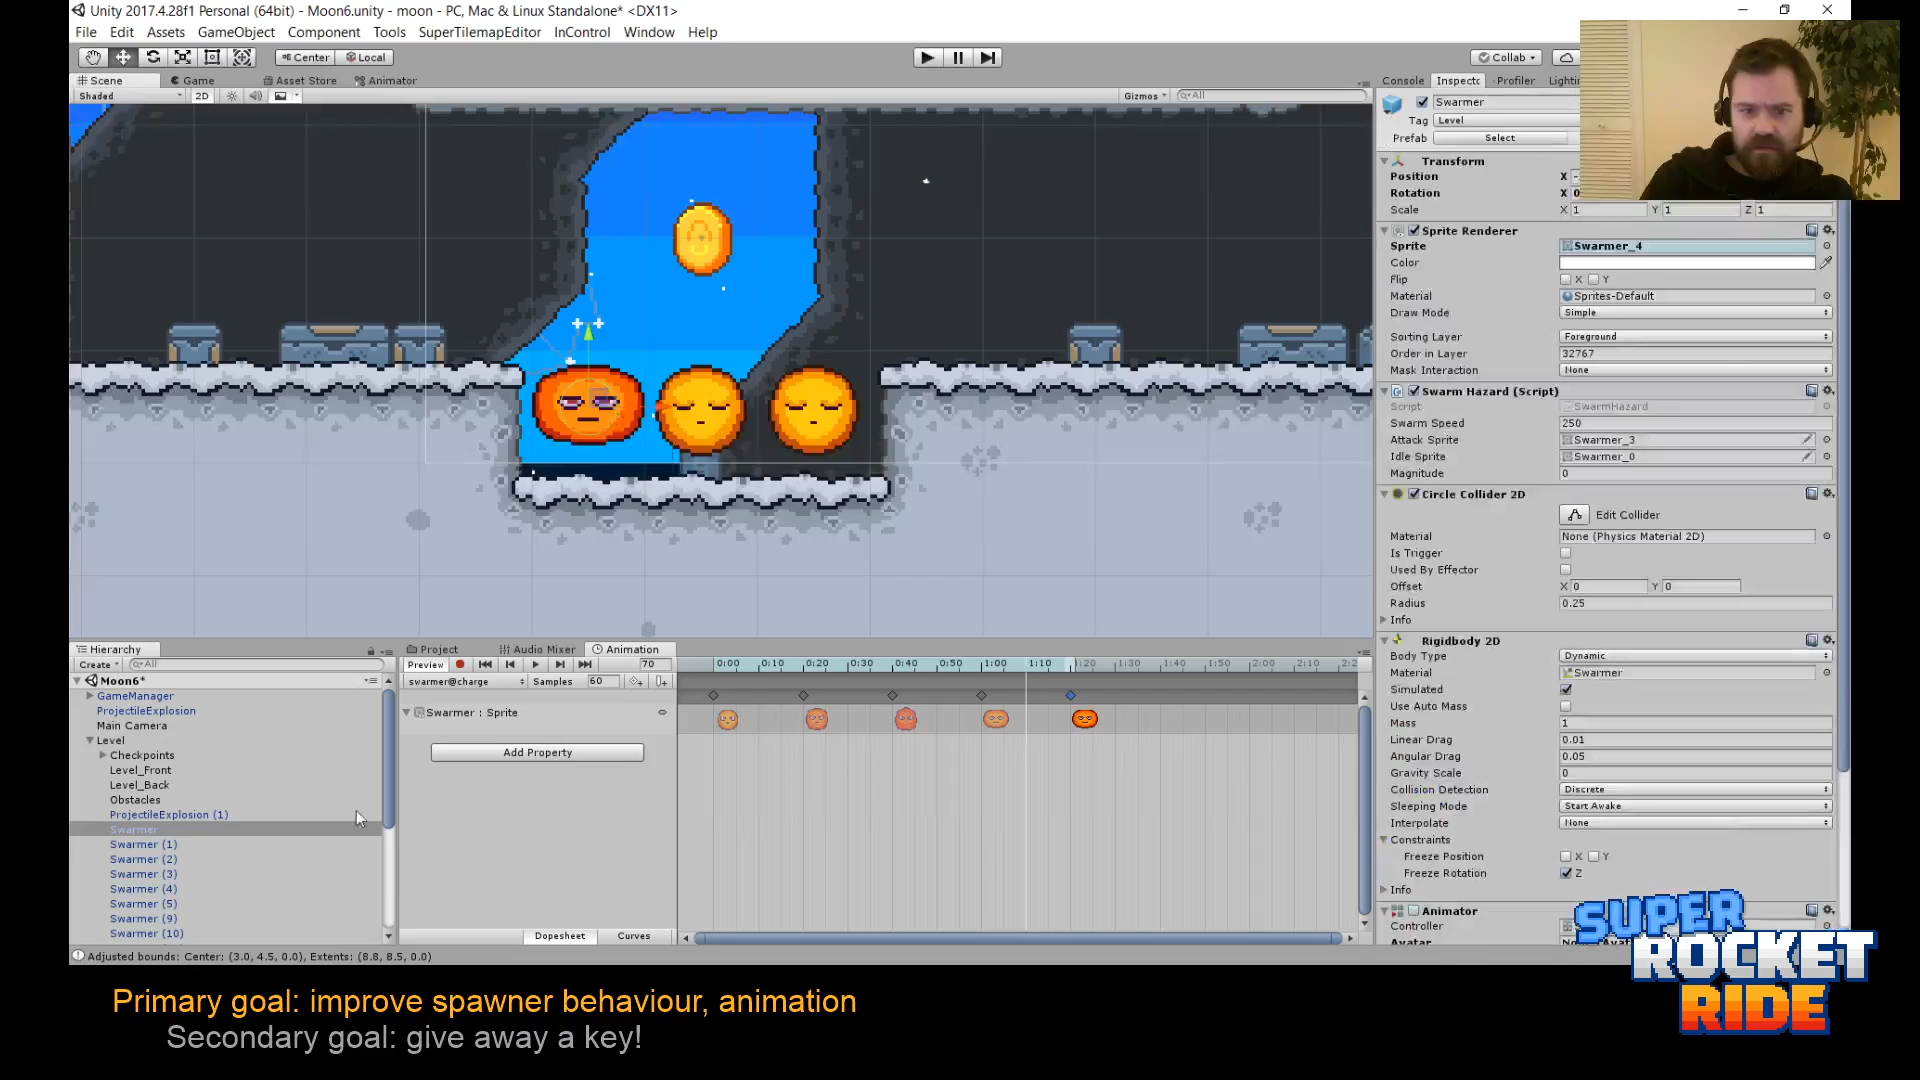 Unity 2017.4.28f1 Personal (64bit) - Moon6.unity - moon - PC, Mac & Linux Standalone* <DX11>
File Edit Assets GameObject Component Tools SuperTilemapEditor InControl Window Help
Center Local Collab
Scene Game Asset Store Animator
Console Inspecto Profiler Lightin
Shaded 2D Gizmos All
Swarmer
Tag Level
Prefab Select
Transform
Position X -
Rotation X 0
Scale X 1 Y 1 Z 1
Sprite Renderer
Sprite Swarmer_4
Color
Flip X Y
Material Sprites-Default
Draw Mode Simple
Sorting Layer Foreground
Order in Layer 32767
Mask Interaction None
Swarm Hazard (Script)
Script SwarmHazard
Swarm Speed 250
Attack Sprite Swarmer_3
Idle Sprite Swarmer_0
Magnitude 0
Circle Collider 2D
Edit Collider
Material None (Physics Material 2D)
Is Trigger
Used By Effector
Offset X 0 Y 0
Radius 0.25
Info
Rigidbody 2D
Body Type Dynamic
Material Swarmer
Simulated
Use Auto Mass
Mass 1
Linear Drag 0.01
Angular Drag 0.05
Gravity Scale 0
Collision Detection Discrete
Sleeping Mode Start Awake
Interpolate None
Constraints
Freeze Position X Y
Freeze Rotation Z
Info
Animator
Controller
Avatar
Hierarchy
Create All
Moon6*
GameManager
ProjectileExplosion
Main Camera
Level
Checkpoints
Level_Front
Level_Back
Obstacles
ProjectileExplosion (1)
Swarmer
Swarmer (1)
Swarmer (2)
Swarmer (3)
Swarmer (4)
Swarmer (5)
Swarmer (9)
Swarmer (10)
Project Audio Mixer Animation
Preview 70 0:00 0:10 0:20 0:30 0:40 0:50 1:00 1:10 1:20 1:30 1:40 1:50 2:00 2:10 2:2
swarmer@charge Samples 60
Swarmer : Sprite
Add Property
Dopesheet Curves
Adjusted bounds: Center: (3.0, 4.5, 0.0), Extents: (8.8, 8.5, 0.0)
Primary goal: improve spawner behaviour, animation
Secondary goal: give away a key!
SUPER
ROCKET
RIDE